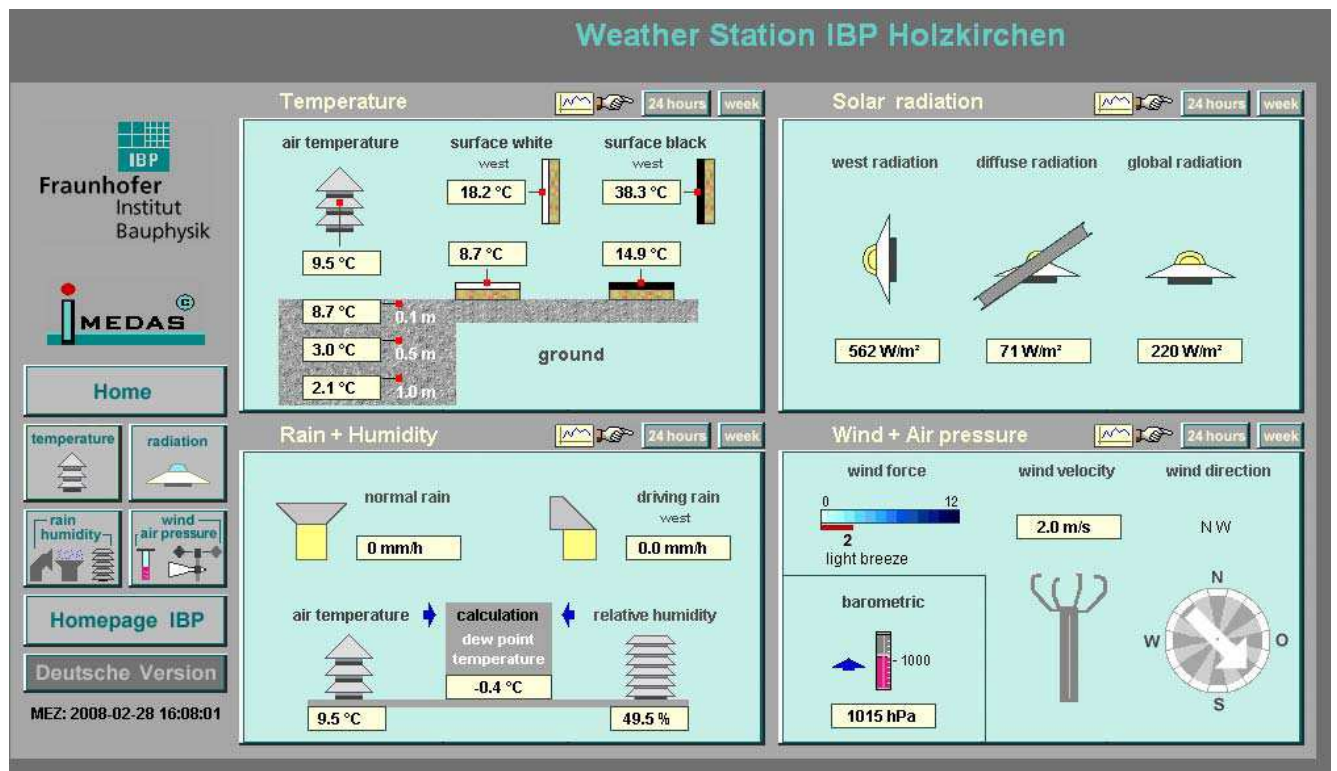 Weather Station IBP Holzkirchen
IBP
Fraunhofer
Institut
Bauphysik
i MEDAS ©
Home
temperature
radiation
rain
humidity
wind
air pressure
Homepage IBP
Deutsche Version
MEZ: 2008-02-28 16:08:01
Temperature
24 hours
week
air temperature
surface white
surface black
west
west
18.2 °C
38.3 °C
9.5 °C
8.7 °C
14.9 °C
8.7 °C
0.1 m
3.0 °C
0.5 m
ground
2.1 °C
1.0 m
Solar radiation
24 hours
week
west radiation
diffuse radiation
global radiation
562 W/m²
71 W/m²
220 W/m²
Rain + Humidity
24 hours
week
normal rain
driving rain
west
0 mm/h
0.0 mm/h
air temperature
calculation
relative humidity
dew point
temperature
-0.4 °C
9.5 °C
49.5 %
Wind + Air pressure
24 hours
week
wind force
wind velocity
wind direction
0
12
2
light breeze
2.0 m/s
NW
barometric
1000
1015 hPa
N
W
O
S